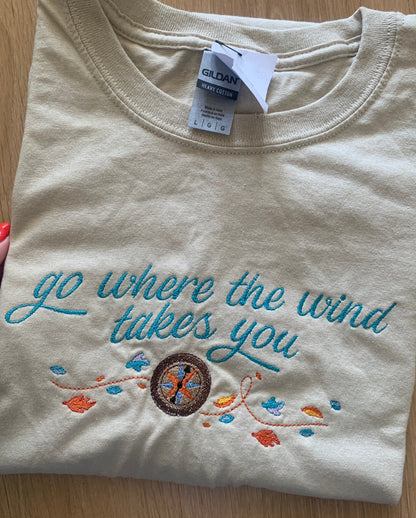 GILDAN
HEAVY COTTON
L | G | G
go where the wind
takes you